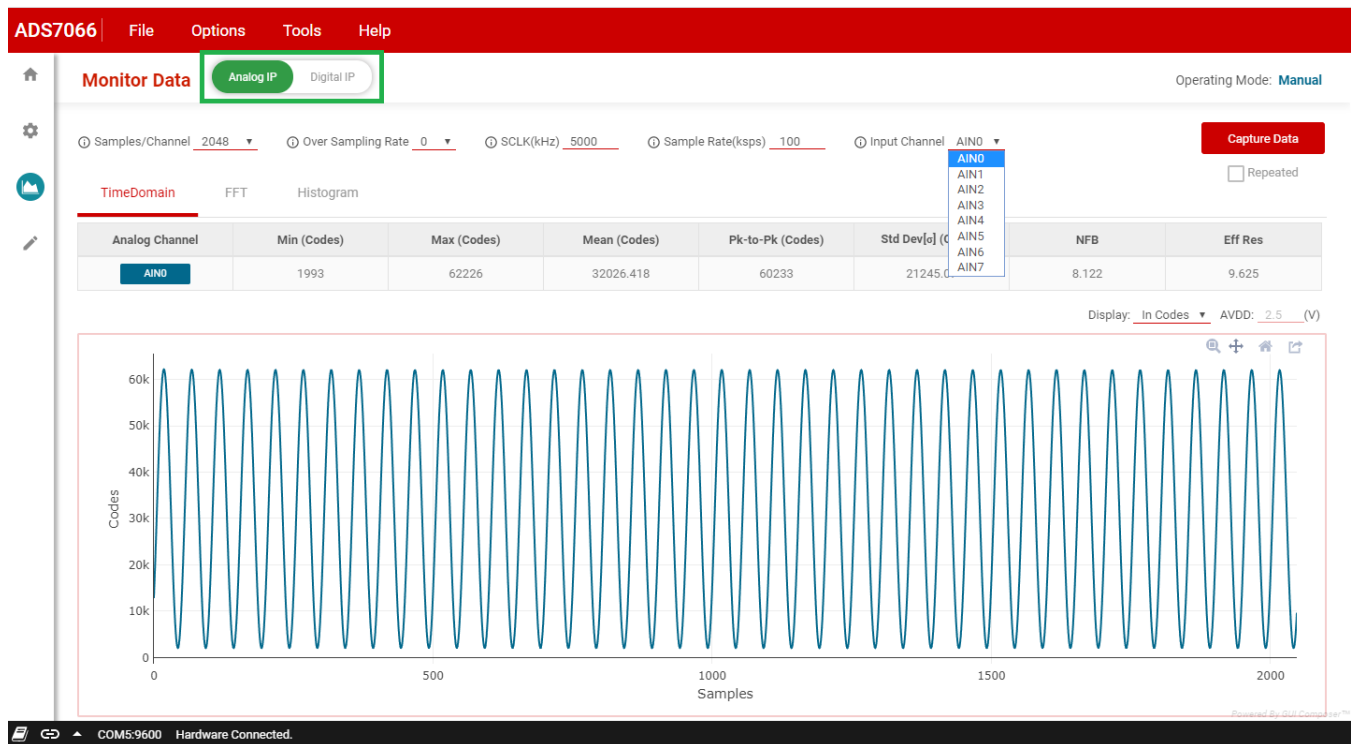 ADS7066 File Options Tools Help
Monitor Data Analog IP Digital IP Operating Mode: Manual
Samples/Channel 2048 Over Sampling Rate 0 SCLK(kHz) 5000 Sample Rate(ksps) 100 Input Channel AIN0 Capture Data
AIN0
AIN1
AIN2
AIN3
AIN4
AIN5
AIN6
AIN7
Repeated
TimeDomain FFT Histogram
Analog Channel Min (Codes) Max (Codes) Mean (Codes) Pk-to-Pk (Codes) Std Dev[σ] NFB Eff Res
AIN0 1993 62226 32026.418 60233 8.122 9.625
Display: In Codes AVDD: 2.5 (V)
60k
50k
40k
30k
20k
10k
0
Codes
0 500 1000 1500 2000
Samples
Powered By GUI Composer™
COM5:9600 Hardware Connected.